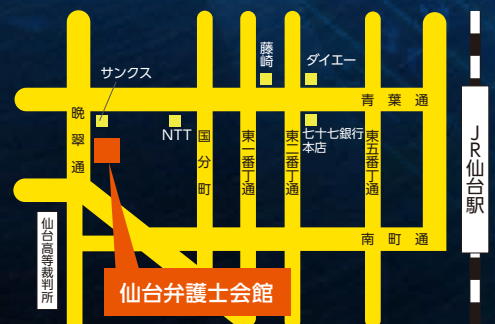 藤崎
ダイエー
サンクス
青葉通
晩翠通
NTT
国分町
東一番丁通
東二番丁通
七十七銀行
本店
東五番丁通
JR仙台駅
仙台高等裁判所
南町通
仙台弁護士会館